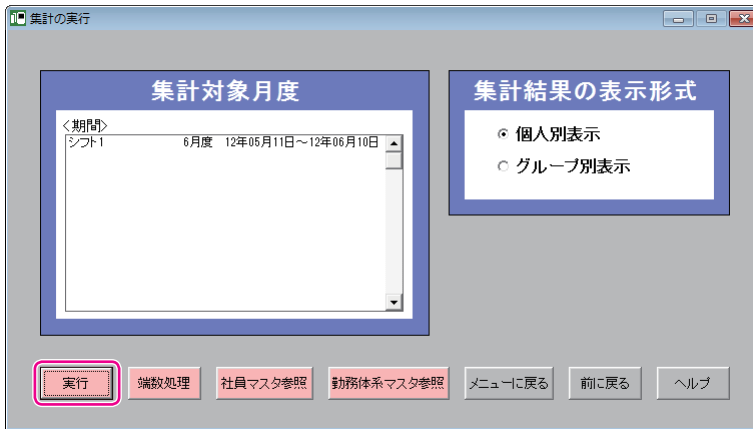 集計の実行
集計対象月度
<期間>
シフト1 6月度 12年05月11日~12年06月10日
集計結果の表示形式
個人別表示
グループ別表示
実行 端数処理 社員マスタ参照 勤務体系マスタ参照 メニューに戻る 前に戻る ヘルプ